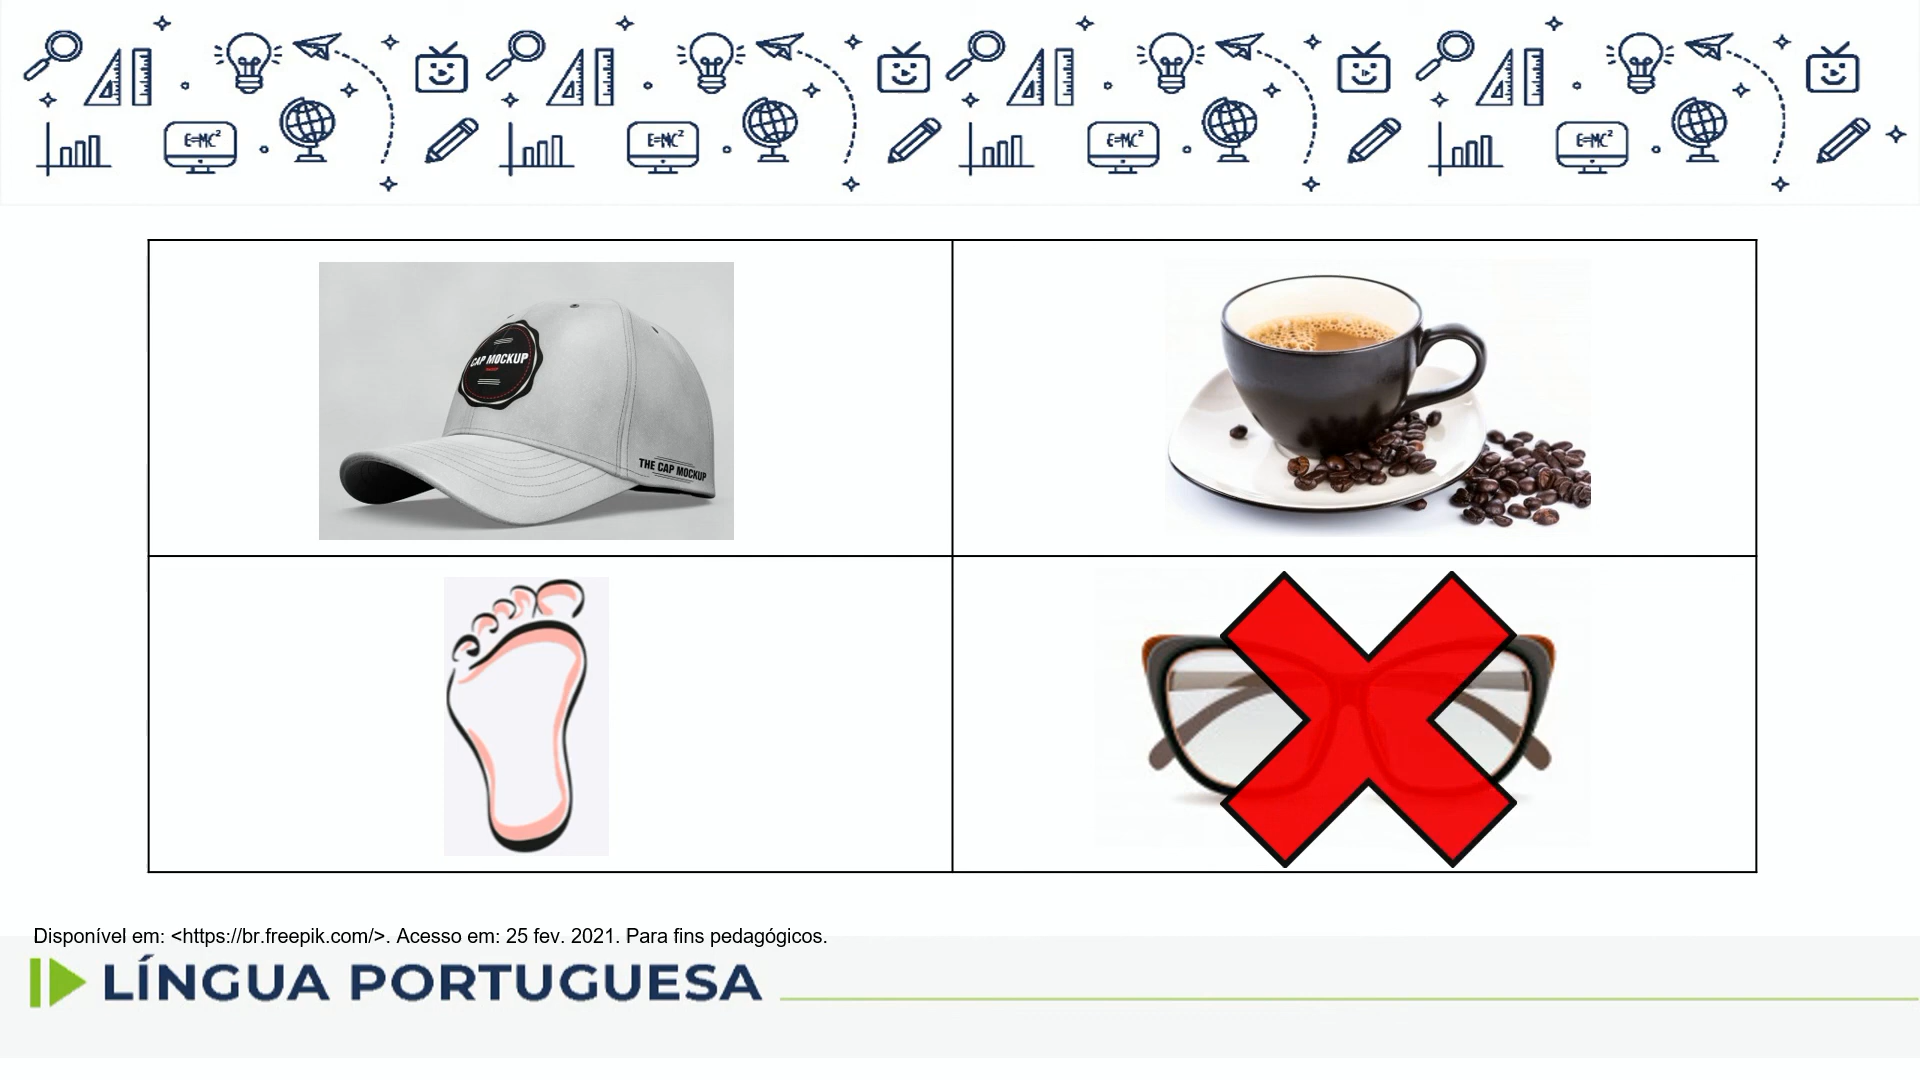 E=MC²
E=MC²
E=MC²
E=MC²
CAP MOCKUP
THE CAP MOCKUP
Disponível em: <https://br.freepik.com/>. Acesso em: 25 fev. 2021. Para fins pedagógicos.
LÍNGUA PORTUGUESA